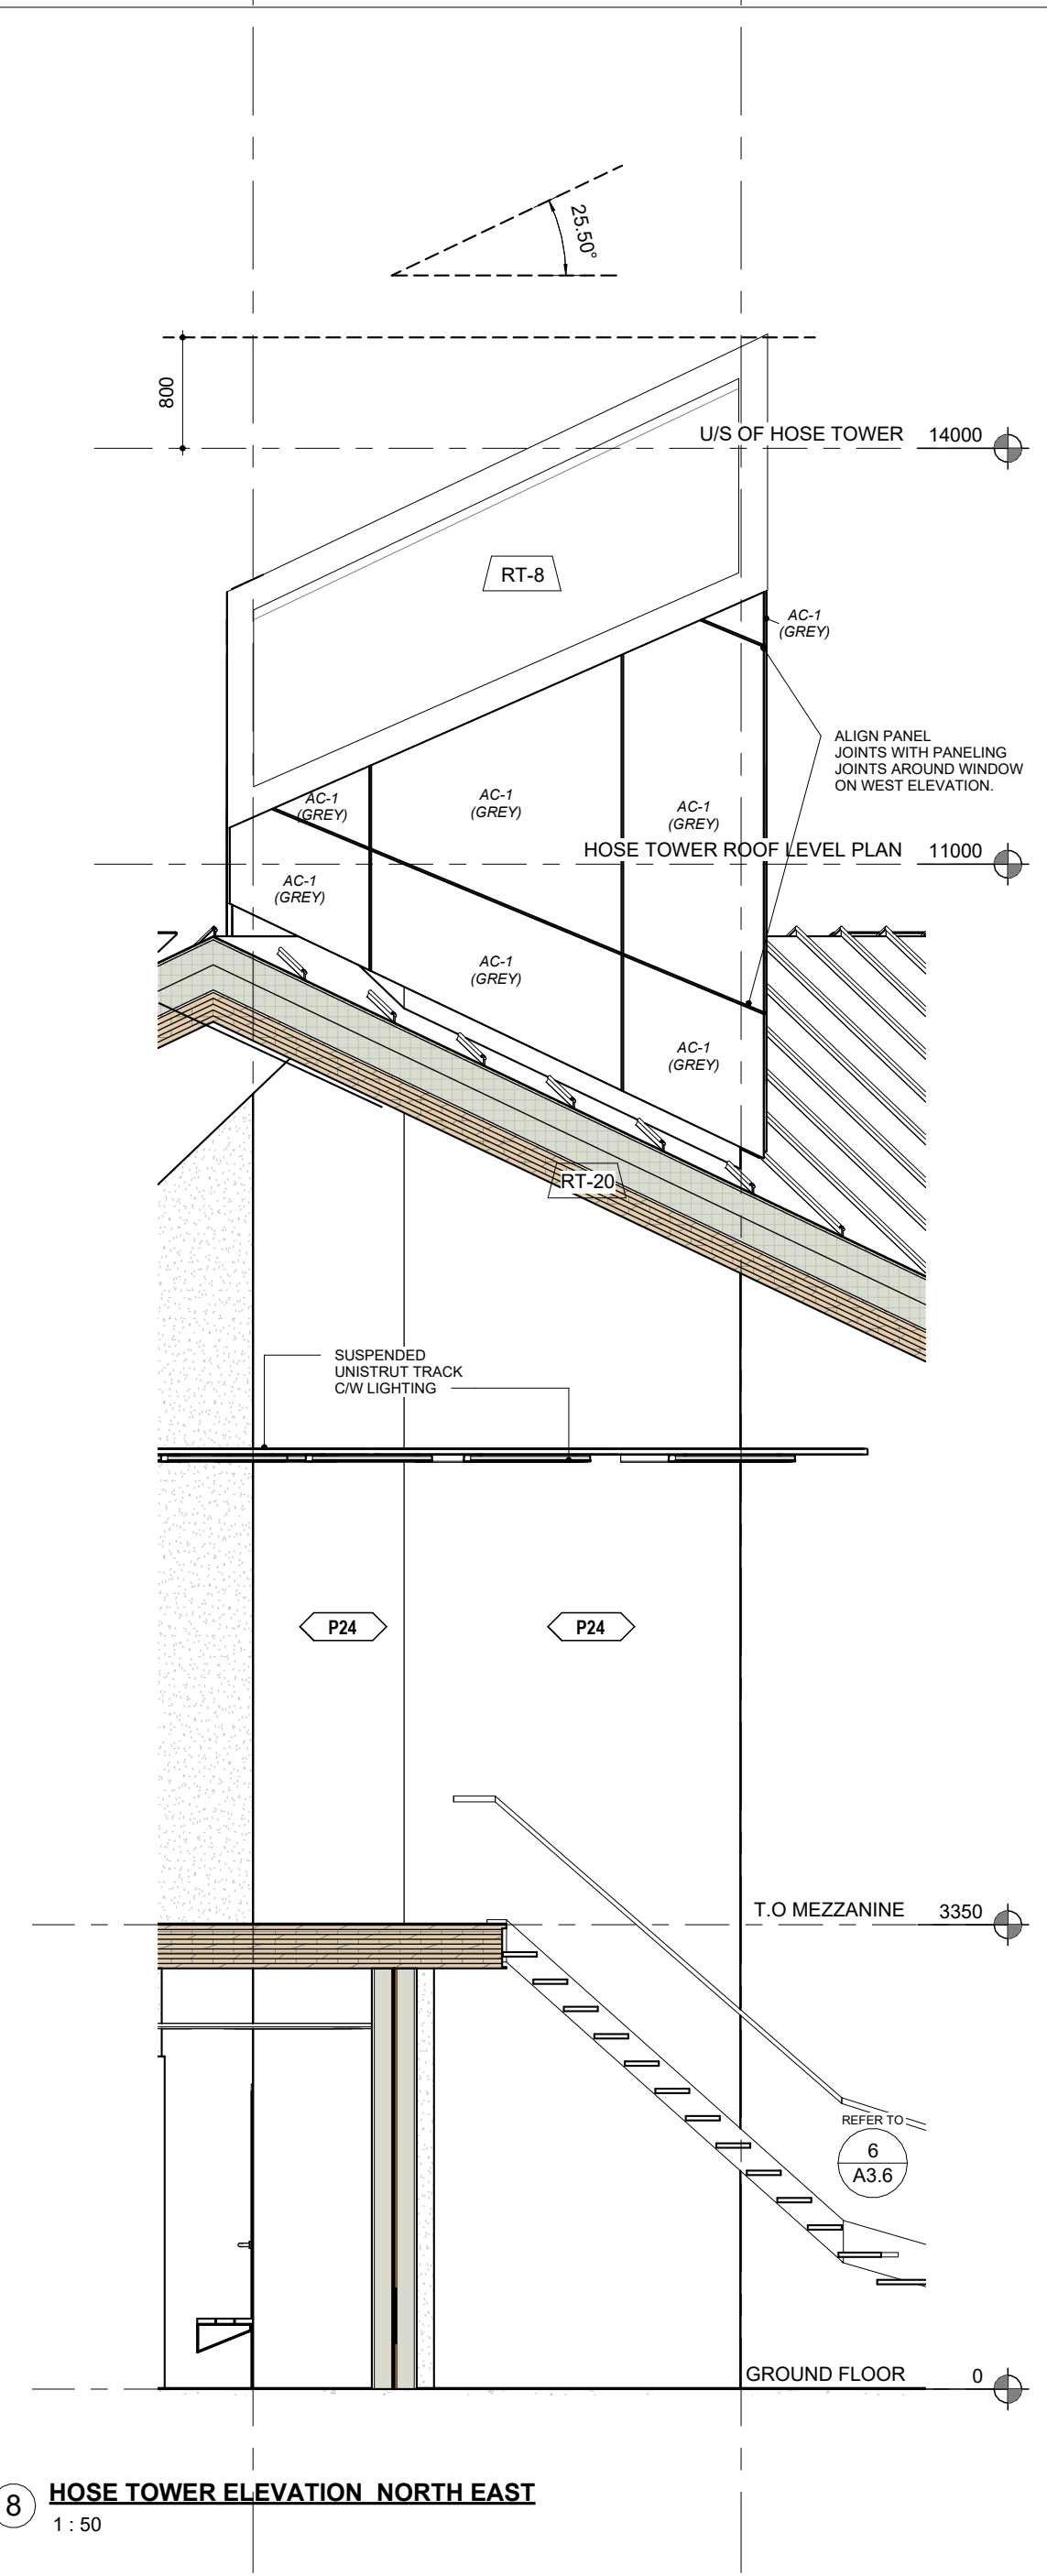 25.50°
800
U/S OF HOSE TOWER 14000
RT-8
AC-1
(GREY)
ALIGN PANEL
JOINTS WITH PANELING
JOINTS AROUND WINDOW
ON WEST ELEVATION.
AC-1
(GREY)
AC-1
(GREY)
AC-1
(GREY)
HOSE TOWER ROOF LEVEL PLAN 11000
AC-1
(GREY)
AC-1
(GREY)
AC-1
(GREY)
RT-20
SUSPENDED
UNISTRUT TRACK
C/W LIGHTING
P24
P24
T.O MEZZANINE 3350
REFER TO
6
A3.6
GROUND FLOOR 0
8 HOSE TOWER ELEVATION NORTH EAST
1 : 50